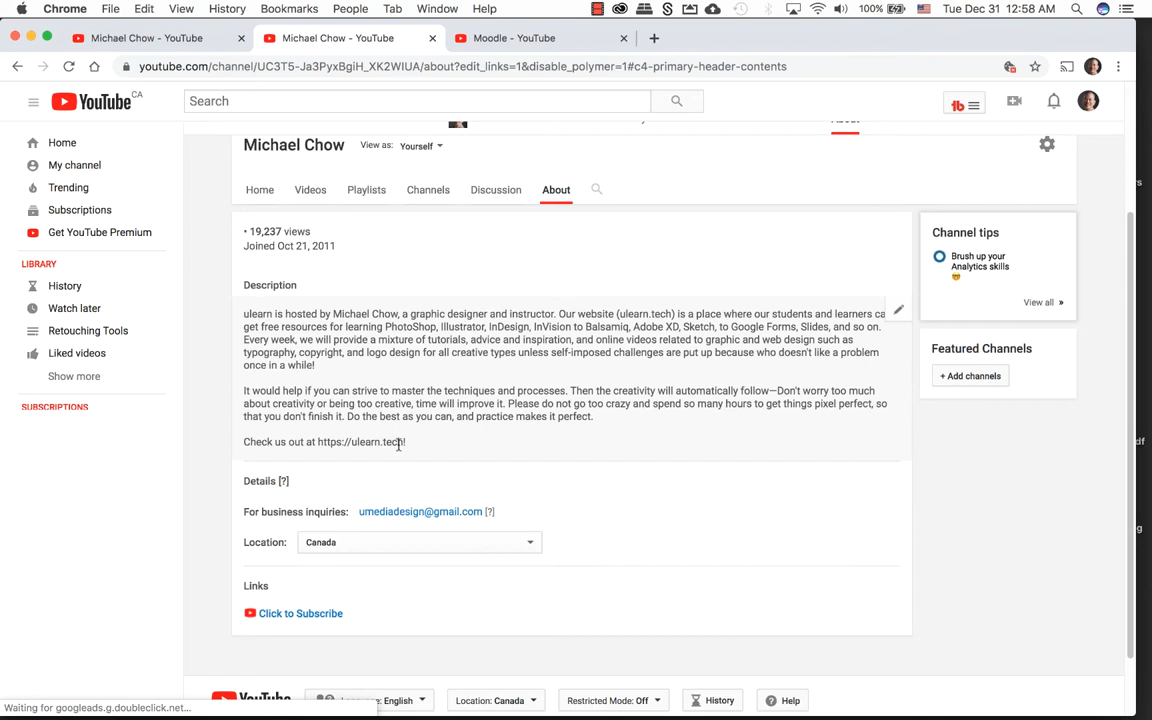 Chrome File Edit View History Bookmarks People Tab Window Help 100% Tue Dec 31 12:58 AM
Michael Chow - YouTube Michael Chow - YouTube Moodle - YouTube
youtube.com/channel/UC3T5-Ja3PyxBgiH_XK2WIUA/about?edit_links=1&disable_polymer=1#c4-primary-header-contents
YouTube CA Search
Home
My channel
Trending
Subscriptions
Get YouTube Premium
LIBRARY
History
Watch later
Retouching Tools
Liked videos
Show more
SUBSCRIPTIONS
Michael Chow View as: Yourself
Home Videos Playlists Channels Discussion About
• 19,237 views
Joined Oct 21, 2011
Description
ulearn is hosted by Michael Chow, a graphic designer and instructor. Our website (ulearn.tech) is a place where our students and learners ca
get free resources for learning PhotoShop, Illustrator, InDesign, InVision to Balsamiq, Adobe XD, Sketch, to Google Forms, Slides, and so on.
Every week, we will provide a mixture of tutorials, advice and inspiration, and online videos related to graphic and web design such as
typography, copyright, and logo design for all creative types unless self-imposed challenges are put up because who doesn't like a problem
once in a while!
It would help if you can strive to master the techniques and processes. Then the creativity will automatically follow—Don't worry too much
about creativity or being too creative, time will improve it. Please do not go too crazy and spend so many hours to get things pixel perfect, so
that you don't finish it. Do the best as you can, and practice makes it perfect.
Check us out at https://ulearn.tech!
Details [?]
For business inquiries: umediadesign@gmail.com [?]
Location: Canada
Links
Click to Subscribe
Channel tips
Brush up your
Analytics skills
View all »
Featured Channels
+ Add channels
Language: English Location: Canada Restricted Mode: Off History Help
Waiting for googleads.g.doubleclick.net...